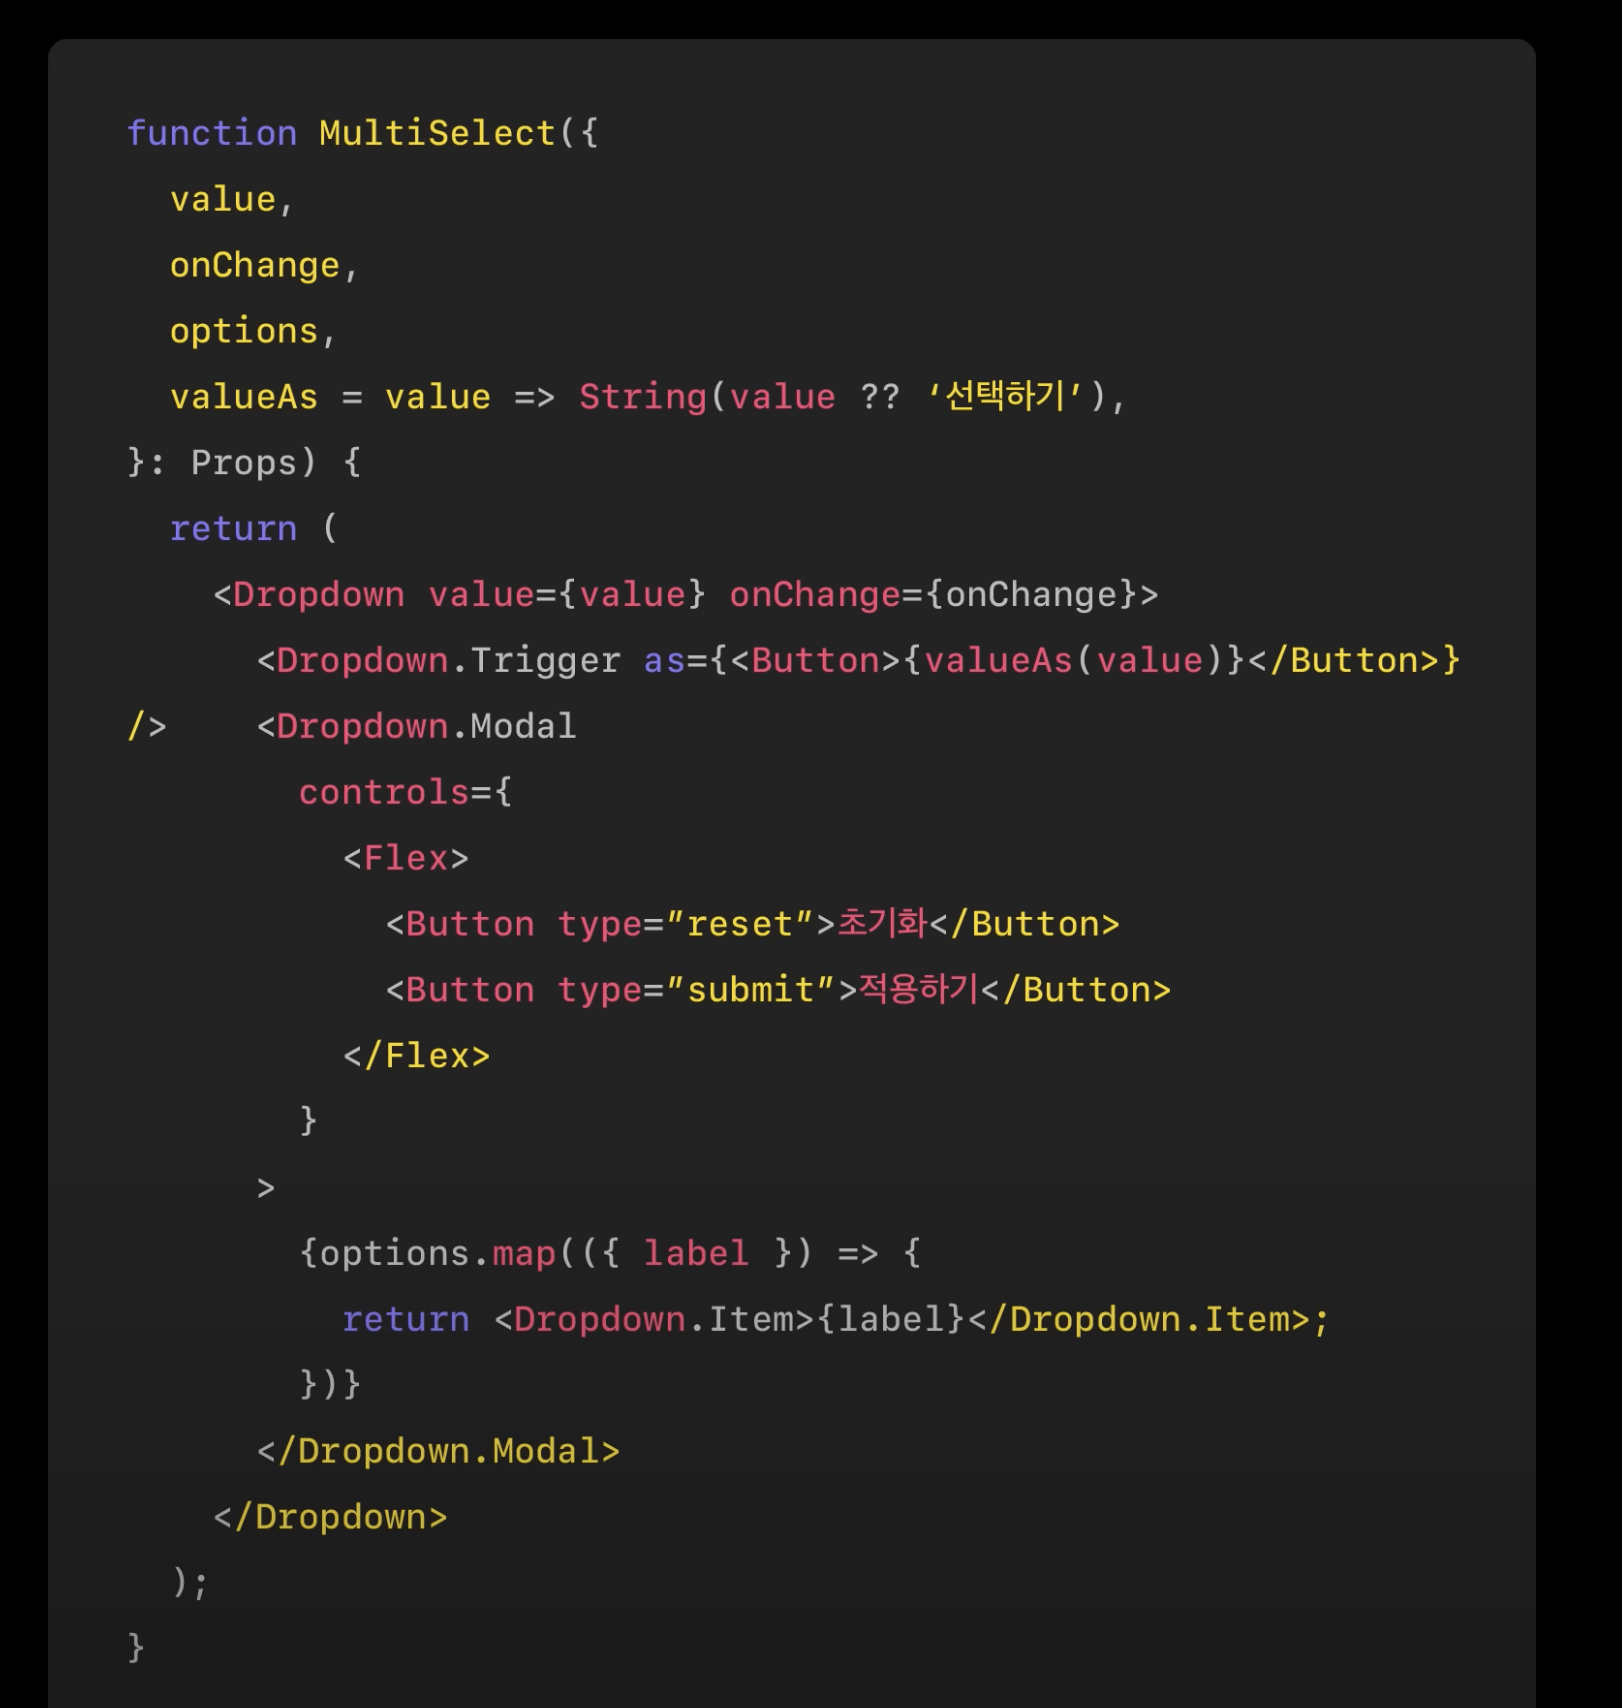 function MultiSelect({
value,
onChange,
options,
valueAs = value => String(value ?? ‘선택하기’),
}: Props) {
return (
<Dropdown value={value} onChange={onChange}>
<Dropdown.Trigger as={<Button>{valueAs(value)}</Button>}
/> <Dropdown.Modal
controls={
<Flex>
<Button type=”reset”>초기화</Button>
<Button type=”submit”>적용하기</Button>
</Flex>
}
>
{options.map(({ label }) => {
return <Dropdown.Item>{label}</Dropdown.Item>;
})}
</Dropdown.Modal>
</Dropdown>
);
}